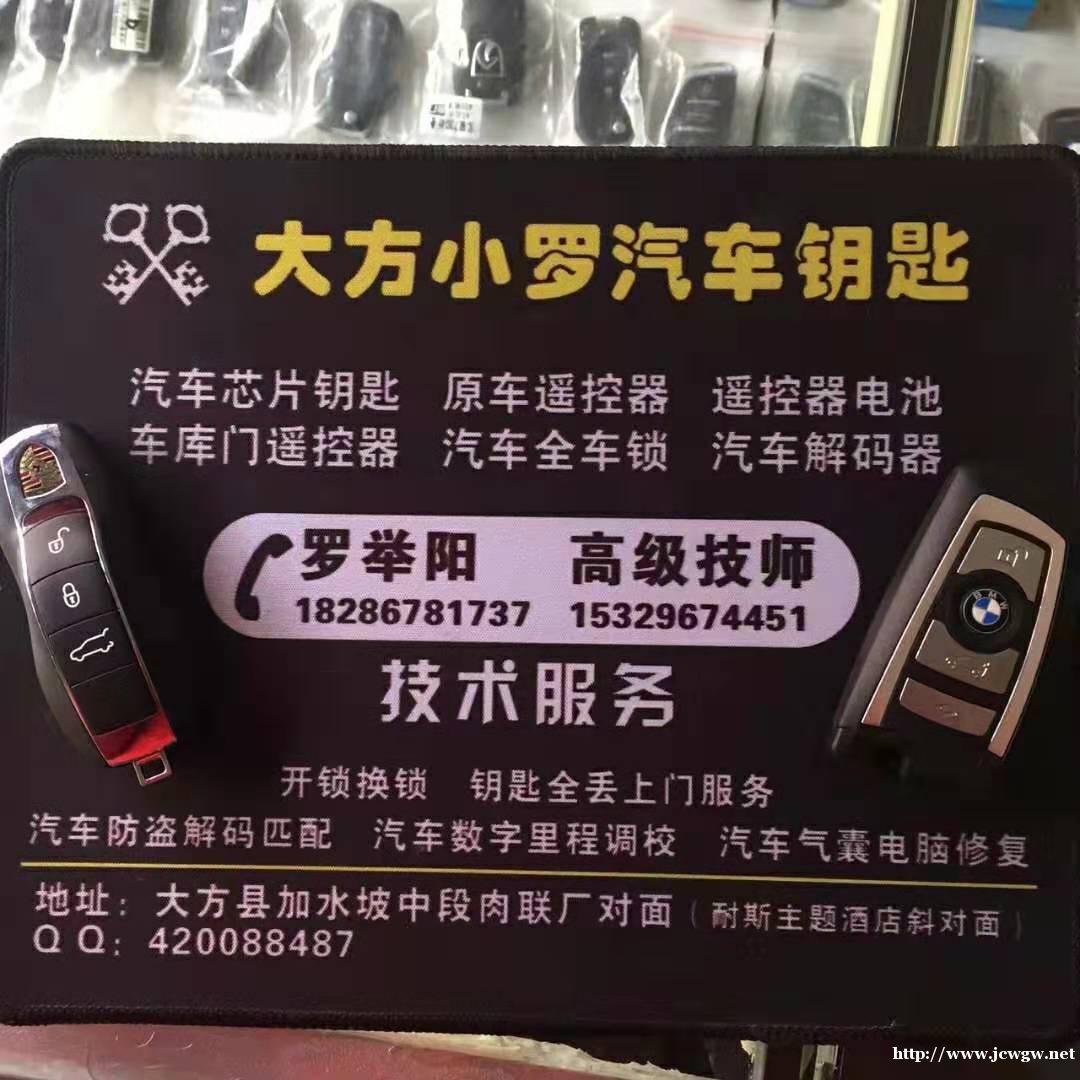 大方小罗汽车钥匙
汽车芯片钥匙 原车遥控器 遥控器电池
车库门遥控器 汽车全车锁 汽车解码器
罗举阳 高级技师
18286781737 15329674451
技术服务
开锁换锁 钥匙全丢上门服务
汽车防盗解码匹配 汽车数字里程调校 汽车气囊电脑修复
地址：大方县加水坡中段肉联厂对面（耐斯主题酒店斜对面）
QQ：420088487
BMW
http://www.jcwgw.net